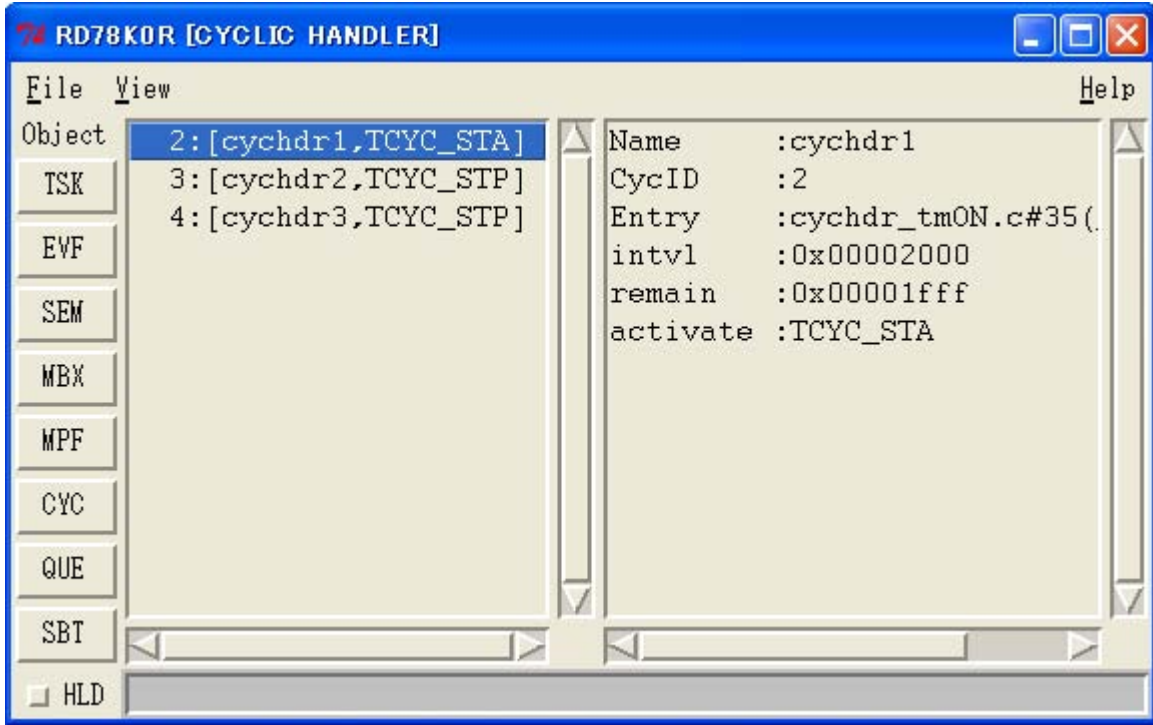 RD78K0R [CYCLIC HANDLER]
File View Help
Object
TSK
EVF
SEM
MBX
MPF
CYC
QUE
SBT
HLD
2:[cychdr1,TCYC_STA]
3:[cychdr2,TCYC_STP]
4:[cychdr3,TCYC_STP]
Name :cychdr1
CycID :2
Entry :cychdr_tmON.c#35(
intvl :0x00002000
remain :0x00001fff
activate :TCYC_STA